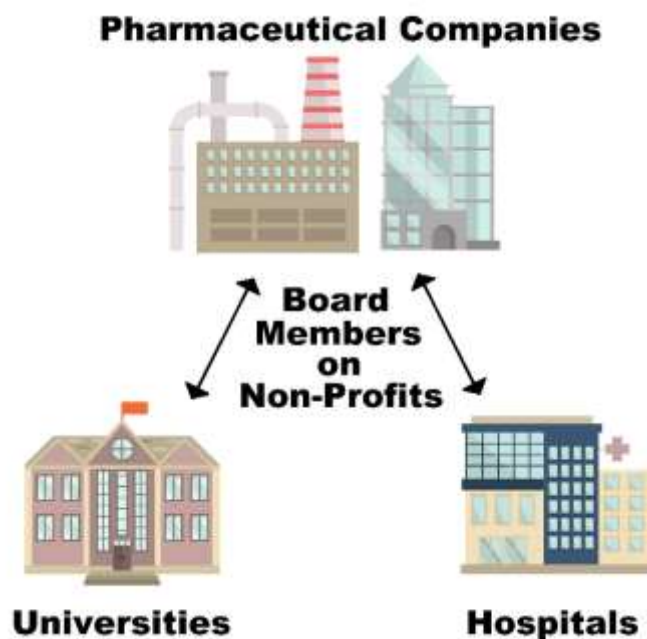 Pharmaceutical Companies
Board
Members
on
Non-Profits
Universities
Hospitals